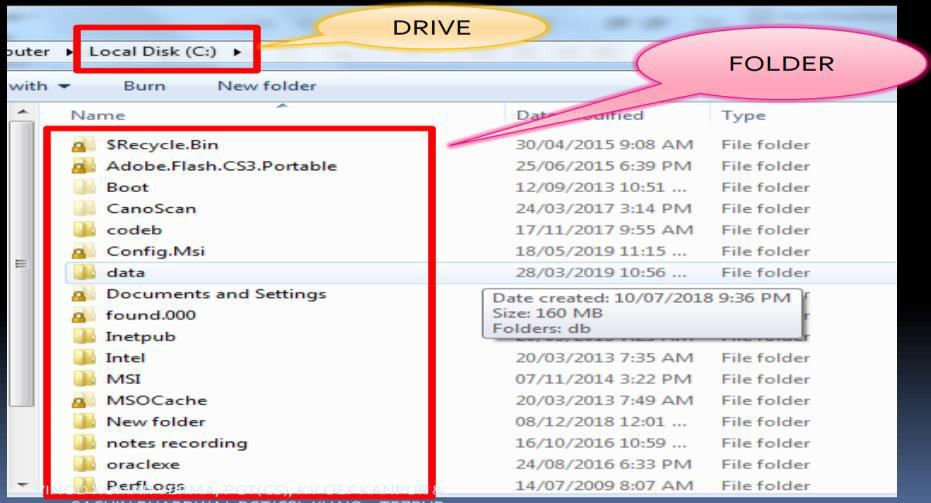 DRIVE
FOLDER
puter ▸ Local Disk (C:) ▸
with Burn New folder
Name Date modified Type
$Recycle.Bin 30/04/2015 9:08 AM File folder
Adobe.Flash.CS3.Portable 25/06/2015 6:39 PM File folder
Boot 12/09/2013 10:51 ... File folder
CanoScan 24/03/2017 3:14 PM File folder
codeb 17/11/2017 9:55 AM File folder
Config.Msi 18/05/2019 11:15 ... File folder
data 28/03/2019 10:56 ... File folder
Documents and Settings
Date created: 10/07/2018 9:36 PM
Size: 160 MB
Folders: db
found.000
Inetpub File folder
Intel 20/03/2013 7:35 AM File folder
MSI 07/11/2014 3:22 PM File folder
MSOCache 20/03/2013 7:49 AM File folder
New folder 08/12/2018 12:01 ... File folder
notes recording 16/10/2016 10:59 ... File folder
oraclexe 24/08/2016 6:33 PM File folder
PerfLogs 14/07/2009 8:07 AM File folder